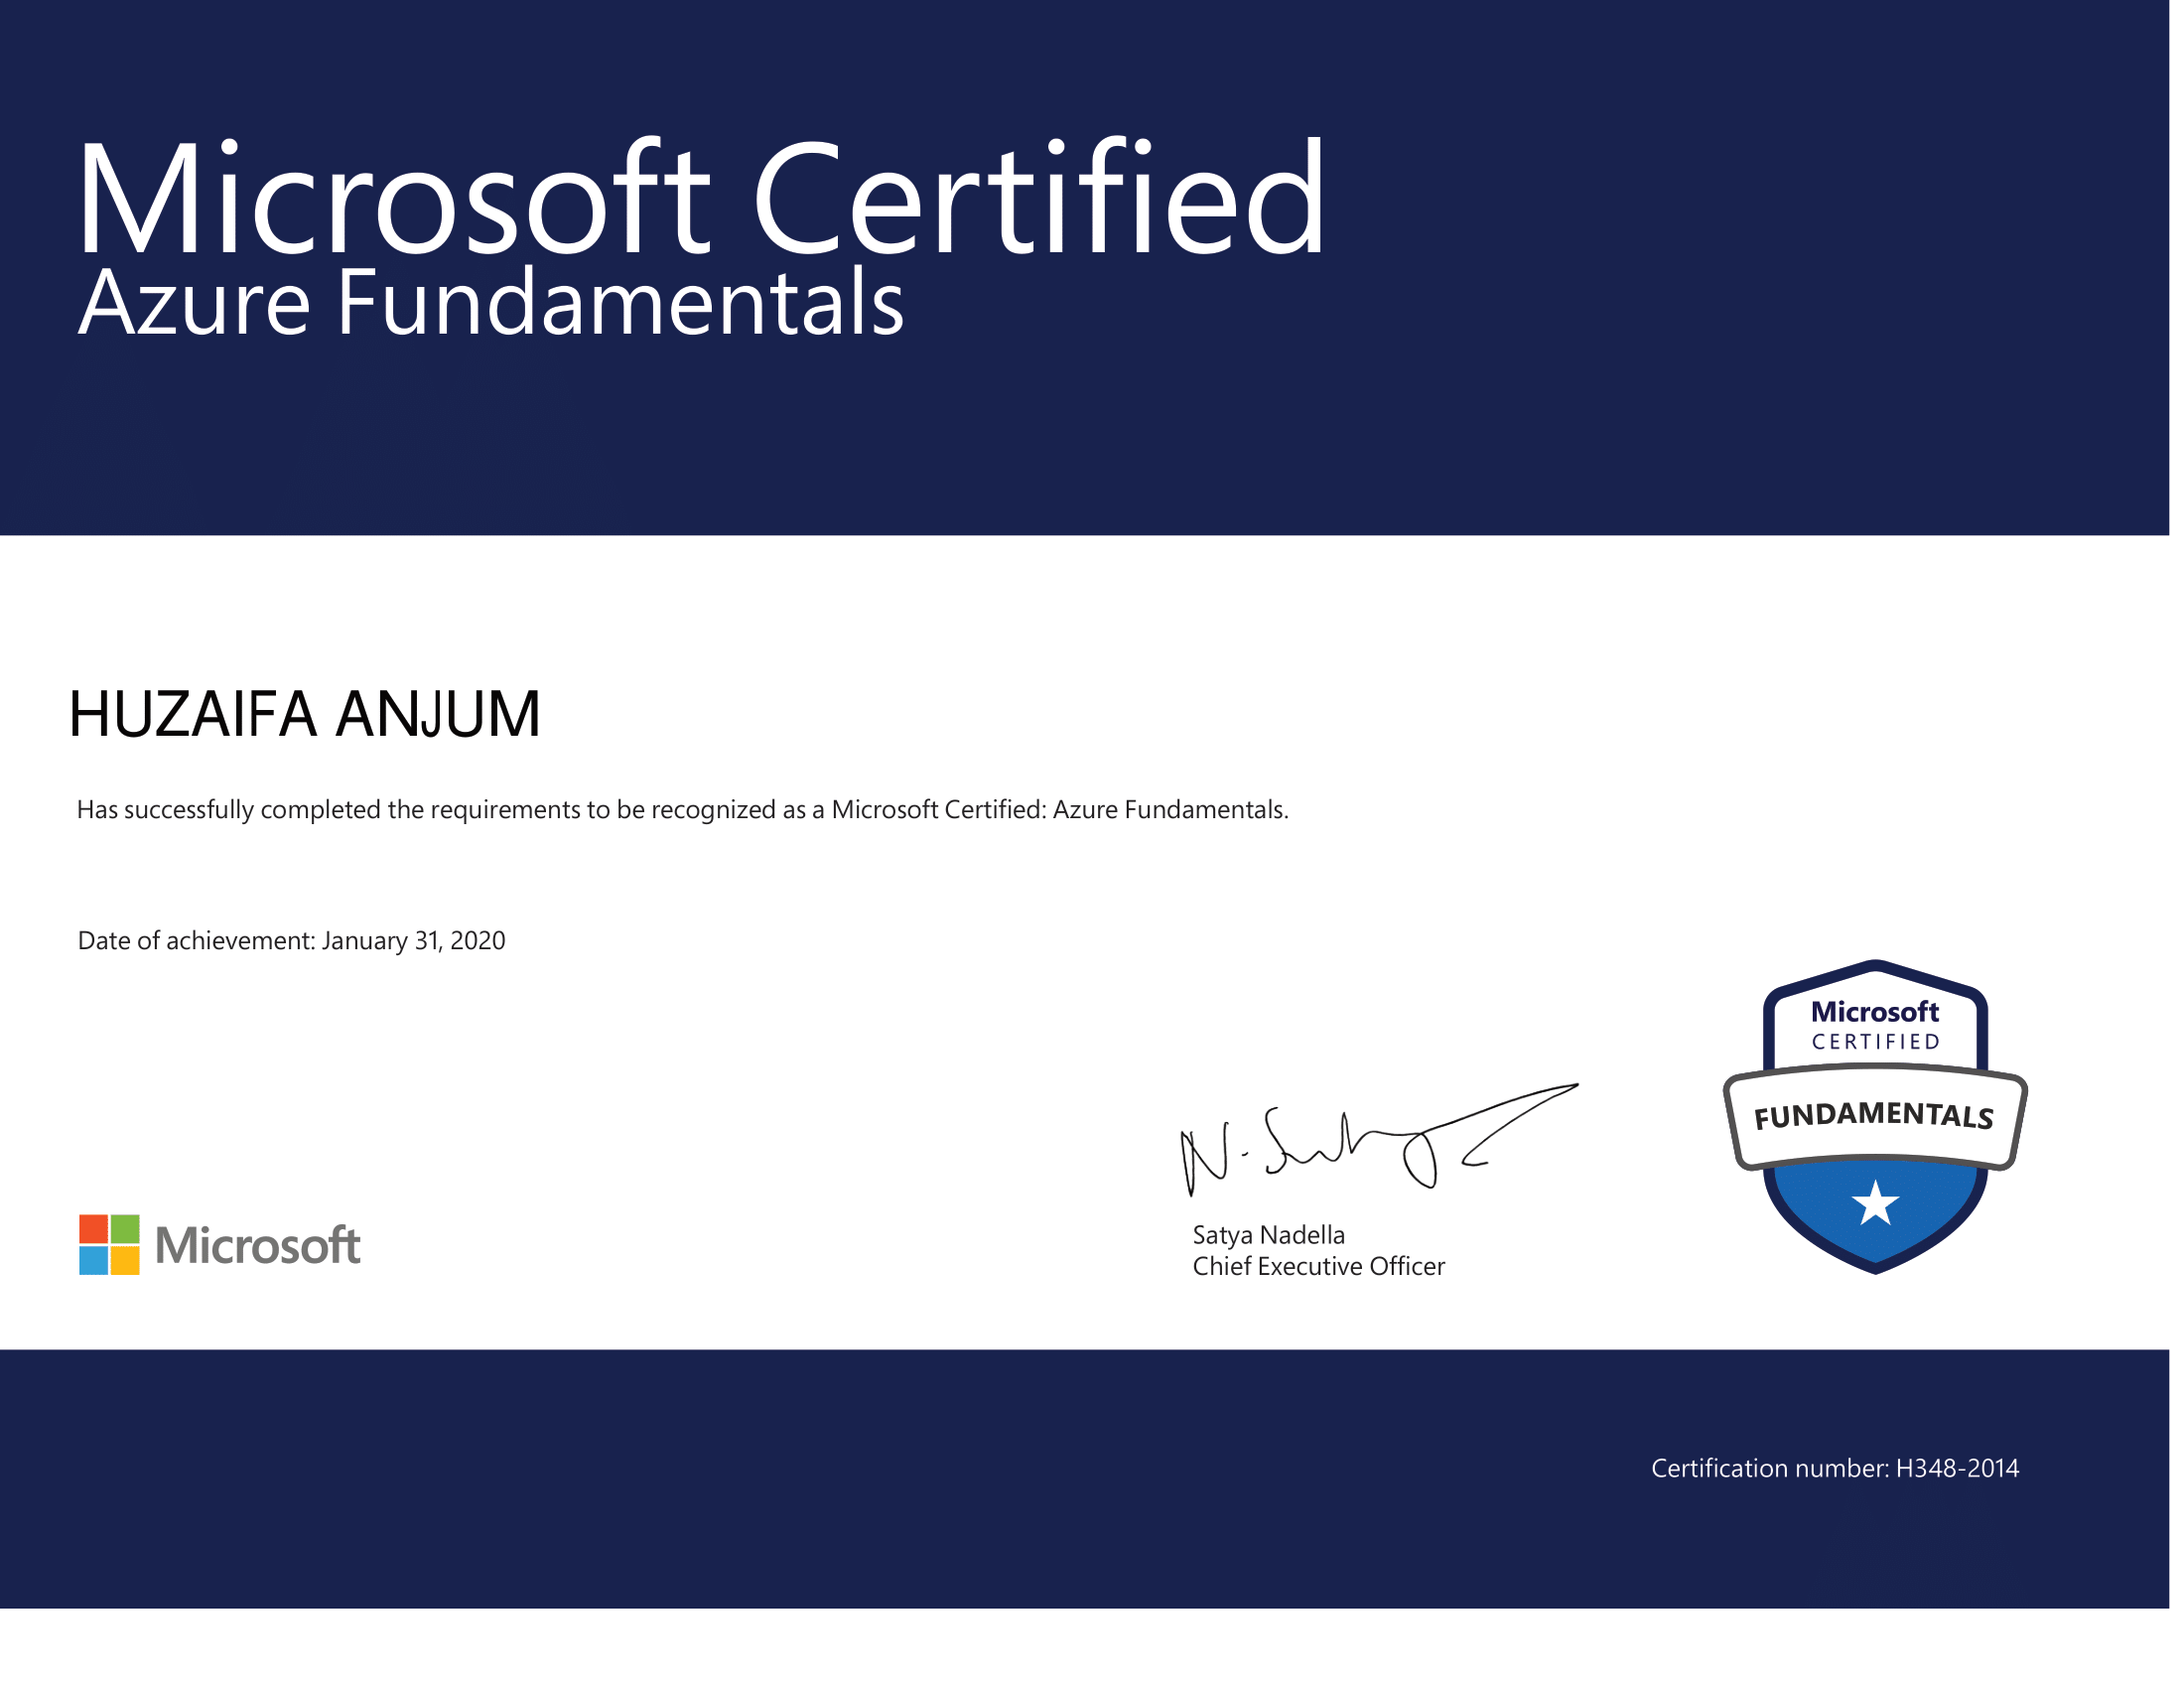 Microsoft Certified
Azure Fundamentals
HUZAIFA ANJUM
Has successfully completed the requirements to be recognized as a Microsoft Certified: Azure Fundamentals.
Date of achievement: January 31, 2020
Microsoft
CERTIFIED
FUNDAMENTALS
N. Satya
Microsoft
Satya Nadella
Chief Executive Officer
Certification number: H348-2014